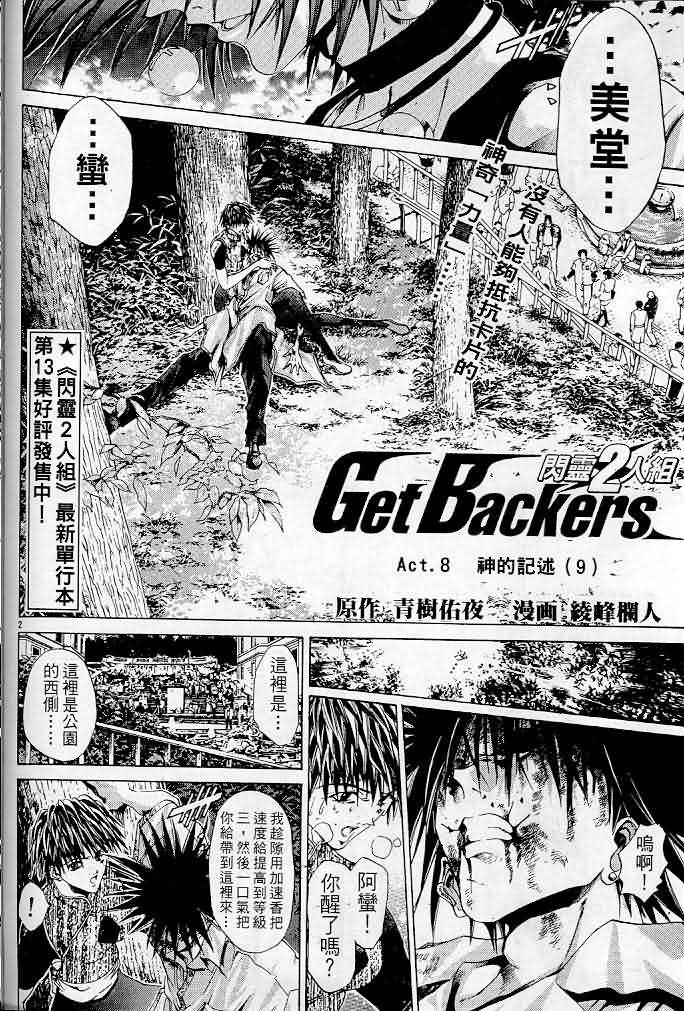 …美堂…
…蠻…
沒有人能夠抵抗卡片的
神奇「力量」……
★《閃靈2人組》最新單行本
第13集好評發售中！
閃靈2人組
GetBackers
Act.8 神的記述(9)
原作 青樹佑夜 漫画 綾峰欄人
2
嗚啊！
阿蠻！
你醒了嗎？
這裡是…
這裡是公園
的西側……
我趁隙用加速香把
速度給提高到等級
三，然後一口氣把
你給帶到這裡來…
！